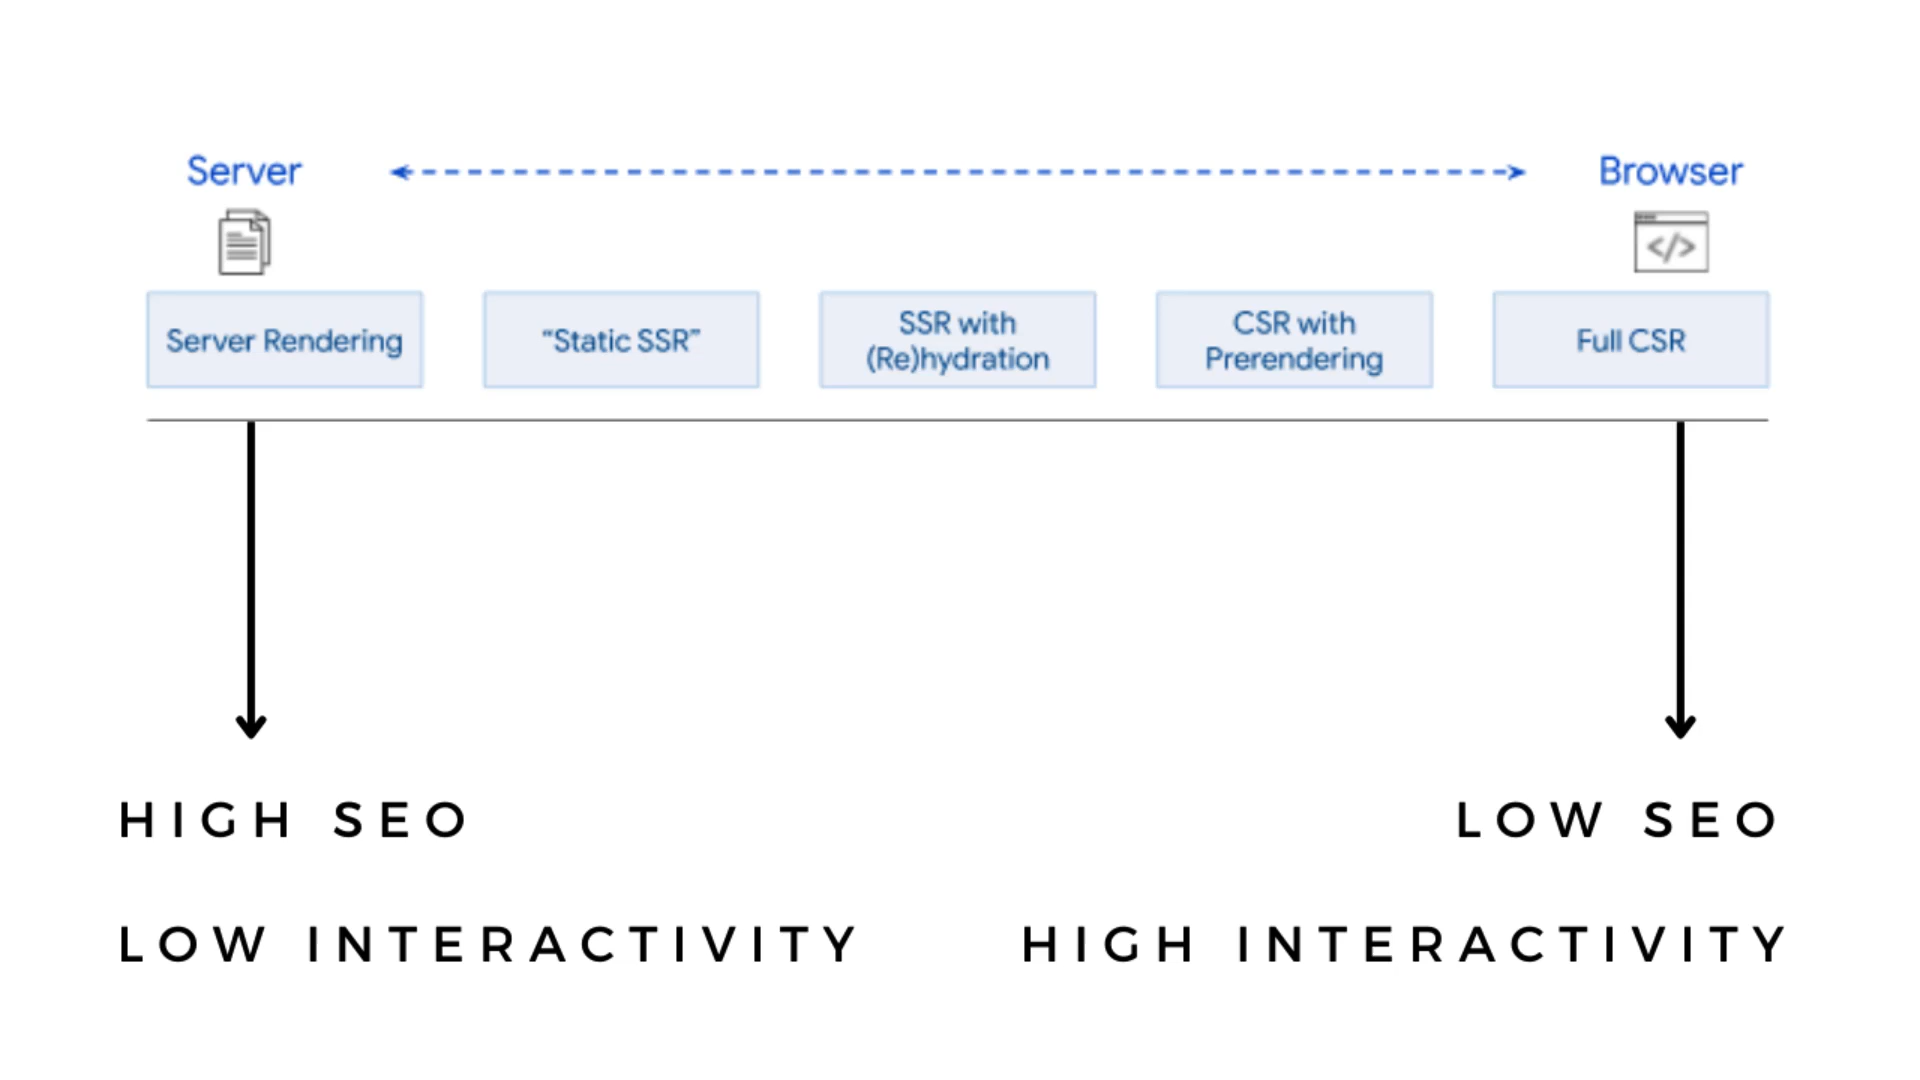 Server
Browser
</>
Server Rendering
“Static SSR”
SSR with
(Re)hydration
CSR with
Prerendering
Full CSR
HIGH SEO
LOW SEO
LOW INTERACTIVITY
HIGH INTERACTIVITY